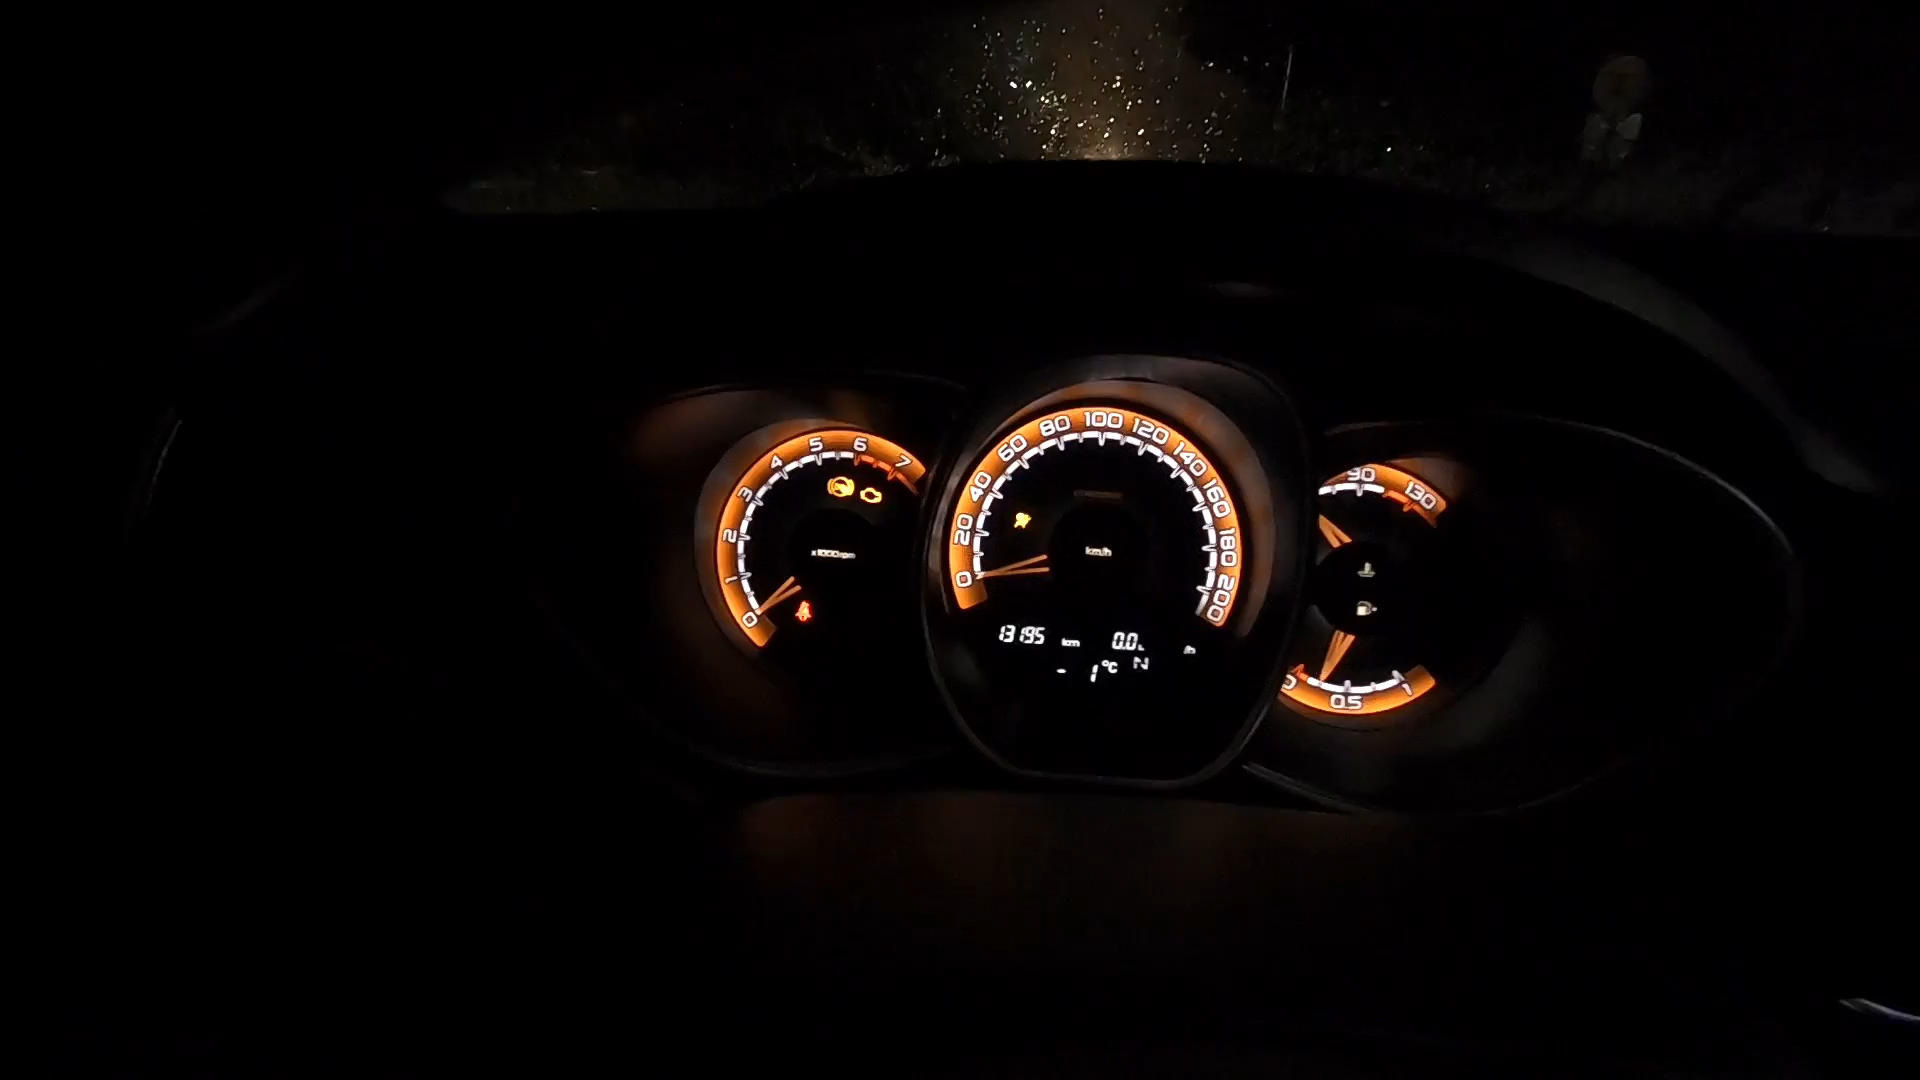 0 1 2 3 4 5 6 7
x1000rpm
0 20 40 60 80 100 120 140 160 180 200
km/h
13195 km 0.0 L /h
- 1 °C N
90 130
0 0.5 1